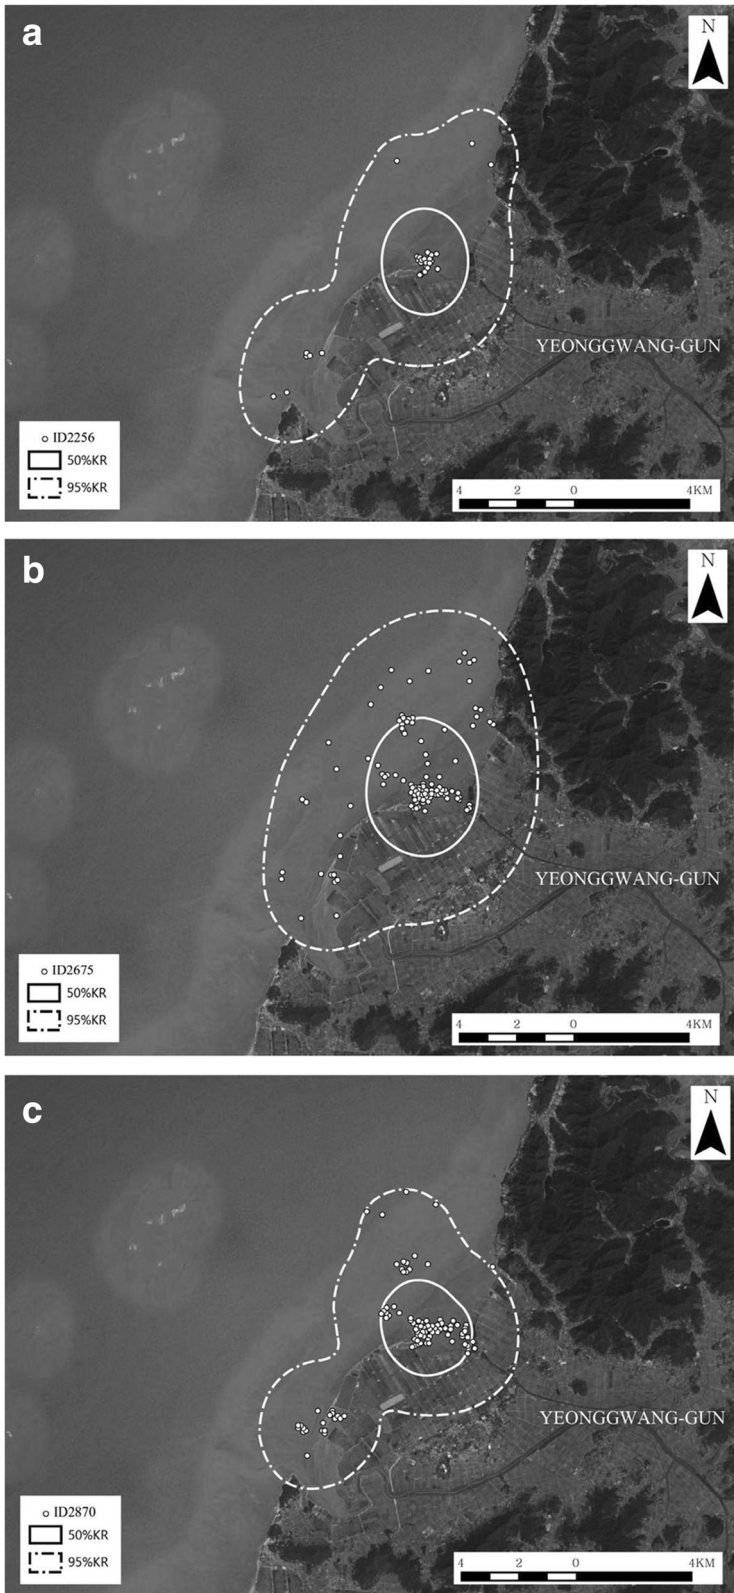 a
N
YEONGGWANG-GUN
ID2256
50%KR
95%KR
4 2 0 4KM
b
N
YEONGGWANG-GUN
ID2675
50%KR
95%KR
4 2 0 4KM
c
N
YEONGGWANG-GUN
ID2870
50%KR
95%KR
4 2 0 4KM